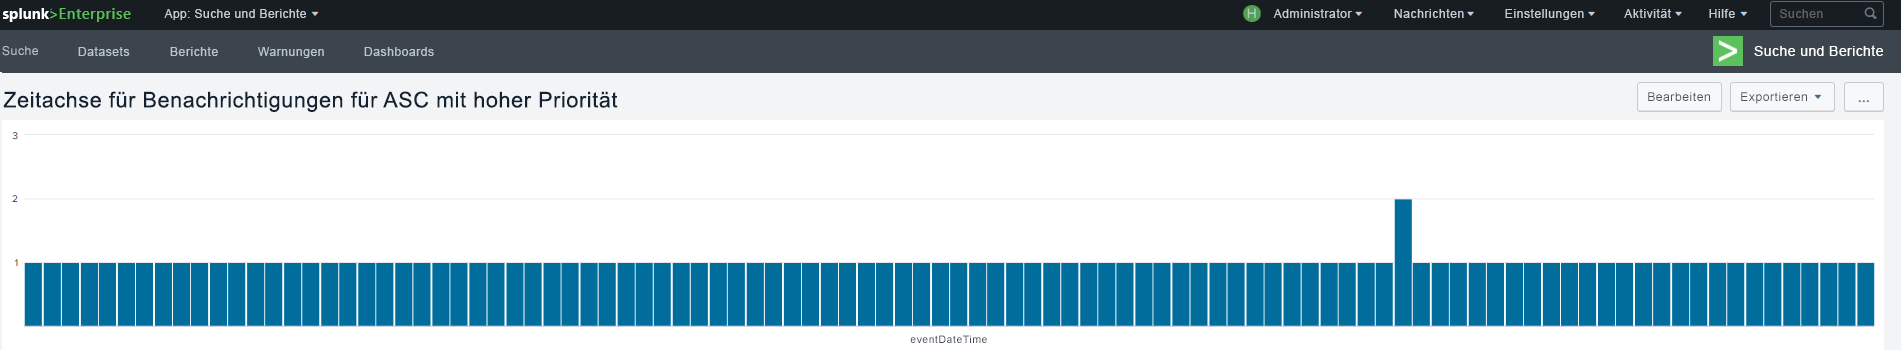 splunk>Enterprise App: Suche und Berichte H Administrator Nachrichten Einstellungen Aktivität Hilfe Suchen
Suche Datasets Berichte Warnungen Dashboards > Suche und Berichte
Zeitachse für Benachrichtigungen für ASC mit hoher Priorität Bearbeiten Exportieren ...
3
2
1
eventDateTime